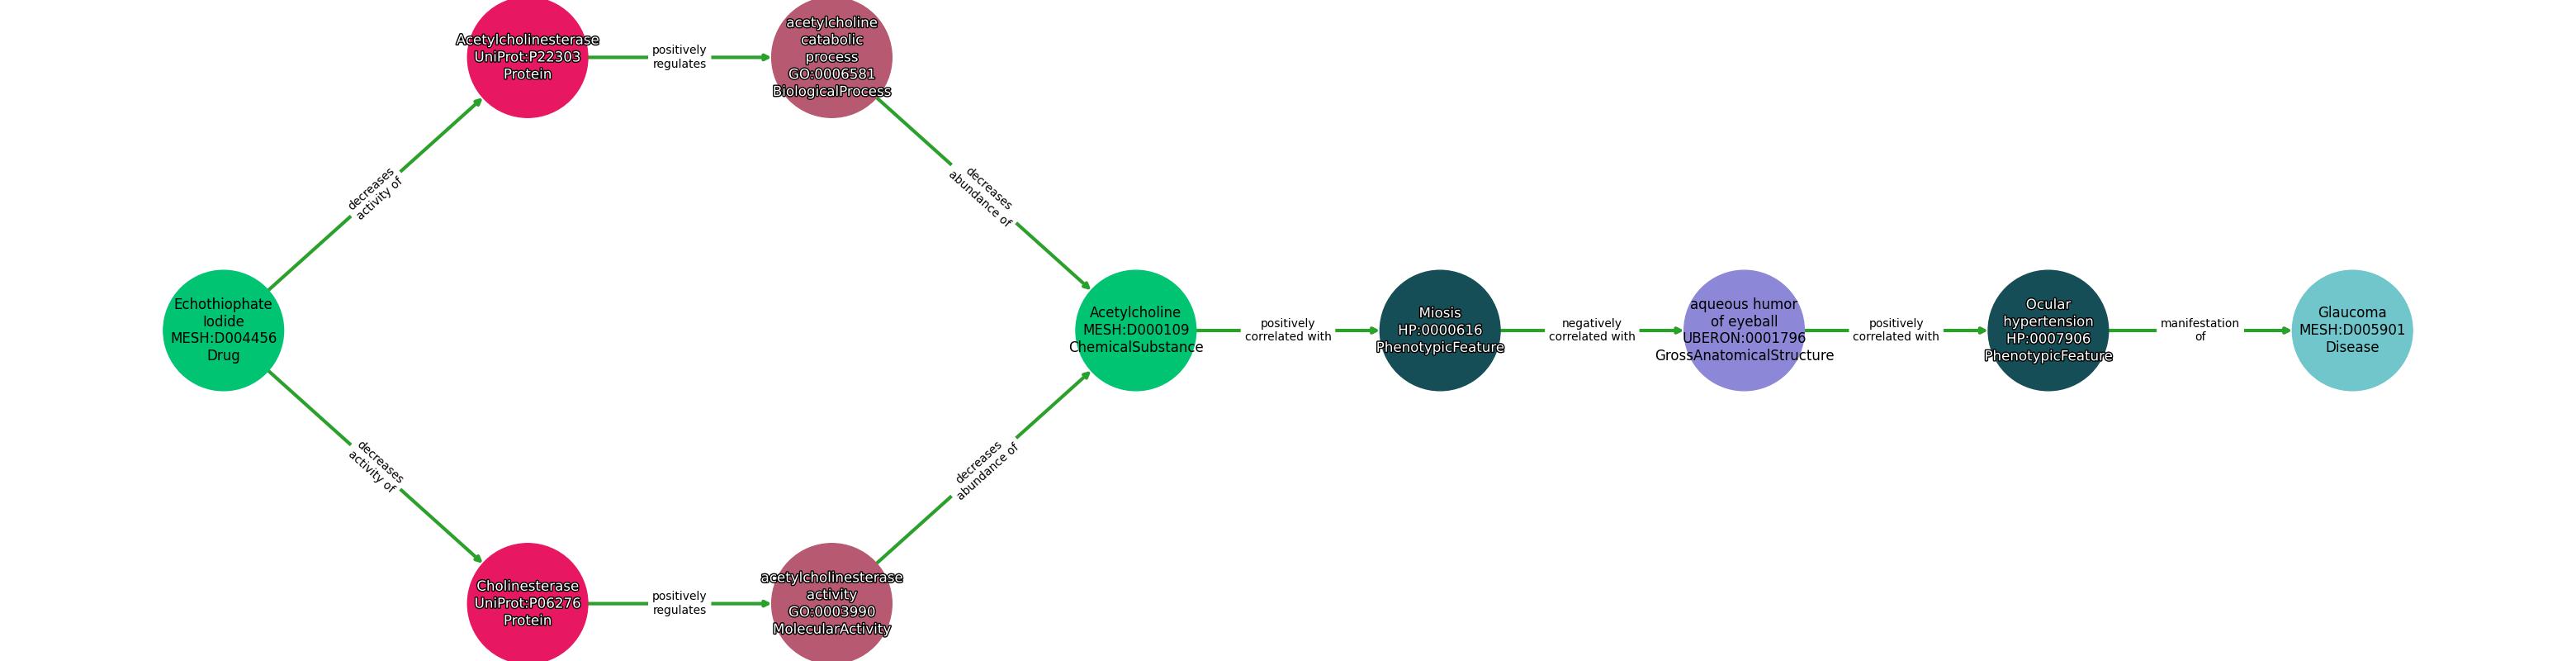 Acetylcholinesterase
UniProt:P22303
Protein
positively
regulates
acetylcholine
catabolic
process
GO:0006581
BiologicalProcess
decreases
activity of
decreases
abundance of
Echothiophate
Iodide
MESH:D004456
Drug
Acetylcholine
MESH:D000109
ChemicalSubstance
positively
correlated with
Miosis
HP:0000616
PhenotypicFeature
negatively
correlated with
aqueous humor
of eyeball
UBERON:0001796
GrossAnatomicalStructure
positively
correlated with
Ocular
hypertension
HP:0007906
PhenotypicFeature
manifestation
of
Glaucoma
MESH:D005901
Disease
decreases
activity of
decreases
abundance of
Cholinesterase
UniProt:P06276
Protein
positively
regulates
acetylcholinesterase
activity
GO:0003990
MolecularActivity